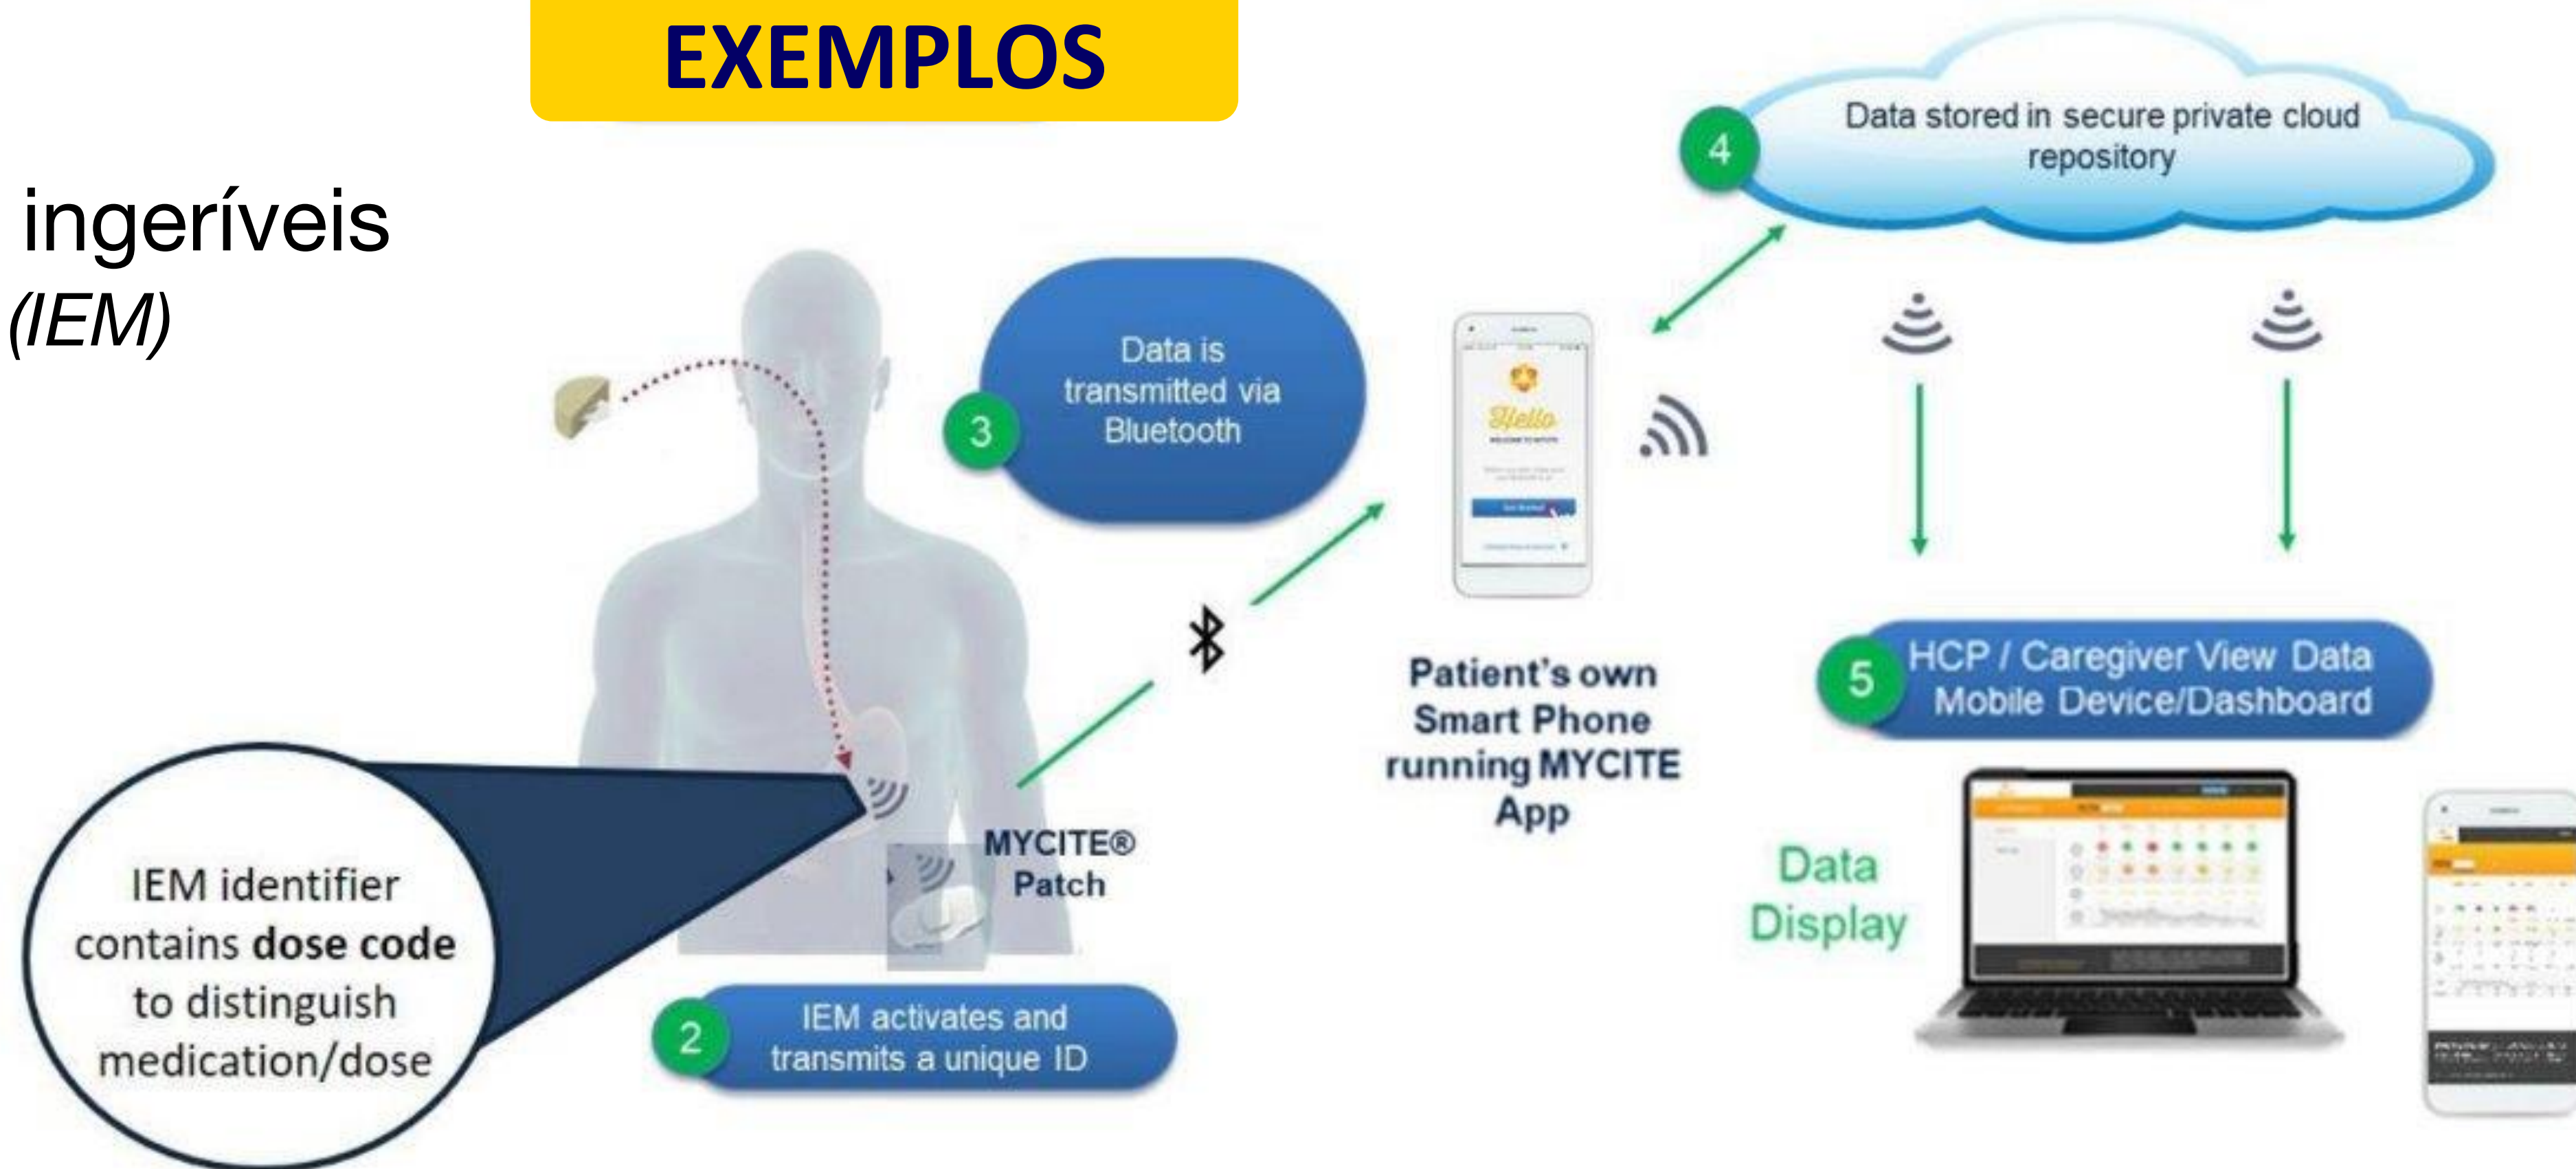 EXEMPLOS
ingeríveis
(IEM)
4
Data stored in secure private cloud
repository
3
Data is
transmitted via
Bluetooth
Hello
Patient's own
Smart Phone
running MYCITE
App
5
HCP / Caregiver View Data
Mobile Device/Dashboard
MYCITE®
Patch
IEM identifier
contains dose code
to distinguish
medication/dose
2
IEM activates and
transmits a unique ID
Data
Display